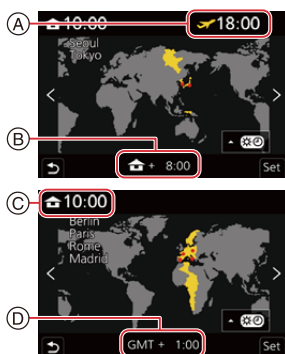 A
10:00 18:00
Seoul
Tokyo
B
+ 8:00
Set
C
10:00
Berlin
Paris
Rome
Madrid
D
GMT + 1:00
Set